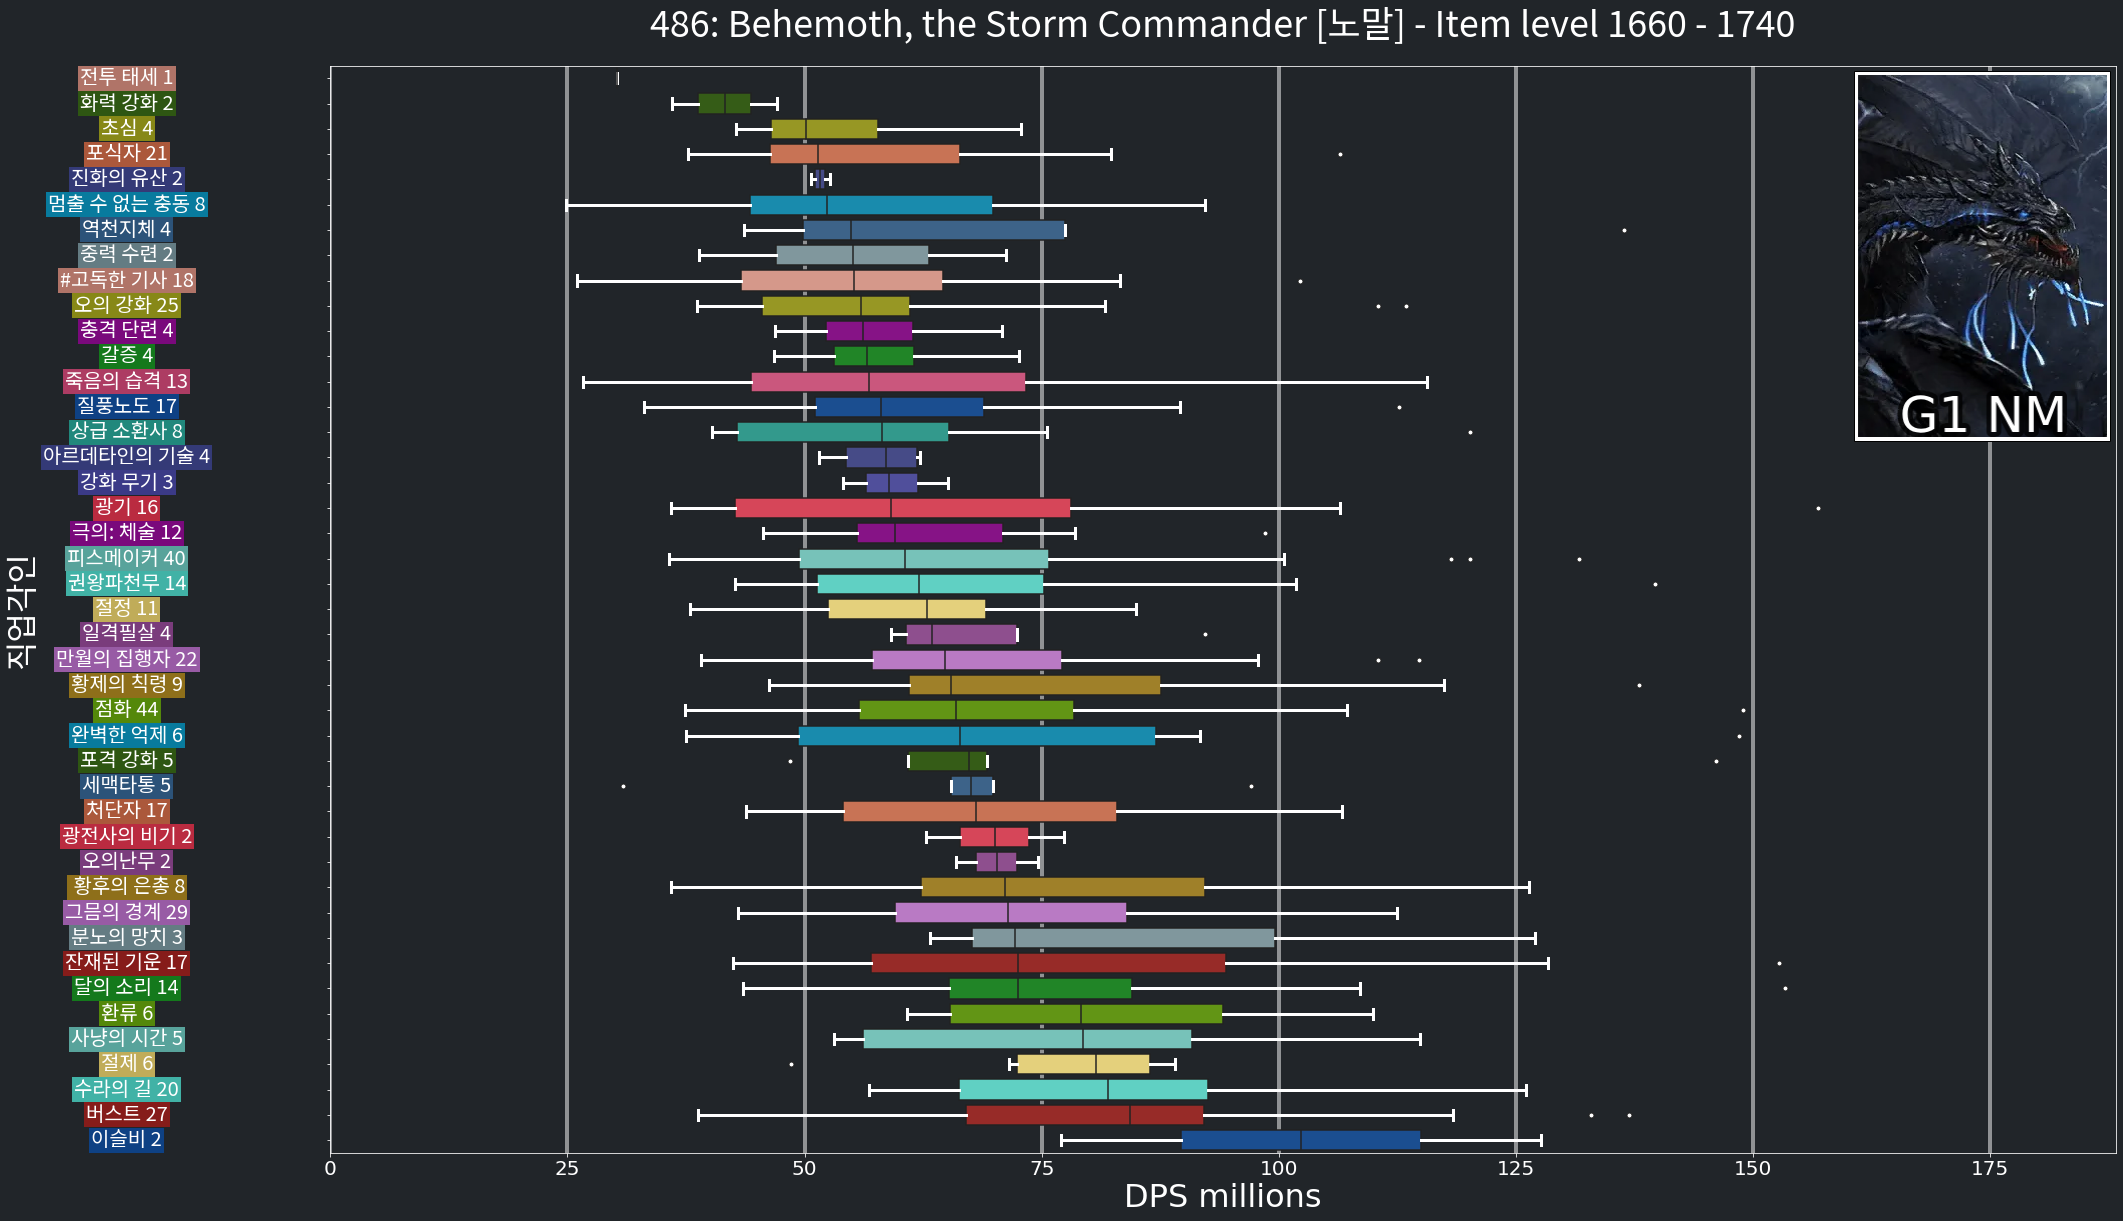 486: Behemoth, the Storm Commander [노말] - Item level 1660 - 1740
직업각인
전투 태세 1
화력 강화 2
초심 4
포식자 21
진화의 유산 2
멈출 수 없는 충동 8
역천지체 4
중력 수련 2
#고독한 기사 18
오의 강화 25
충격 단련 4
갈증 4
죽음의 습격 13
질풍노도 17
상급 소환사 8
아르데타인의 기술 4
강화 무기 3
광기 16
극의: 체술 12
피스메이커 40
권왕파천무 14
절정 11
일격필살 4
만월의 집행자 22
황제의 칙령 9
점화 44
완벽한 억제 6
포격 강화 5
세맥타통 5
처단자 17
광전사의 비기 2
오의난무 2
황후의 은총 8
그믐의 경계 29
분노의 망치 3
잔재된 기운 17
달의 소리 14
환류 6
사냥의 시간 5
절제 6
수라의 길 20
버스트 27
이슬비 2
G1 NM
0 25 50 75 100 125 150 175
DPS millions